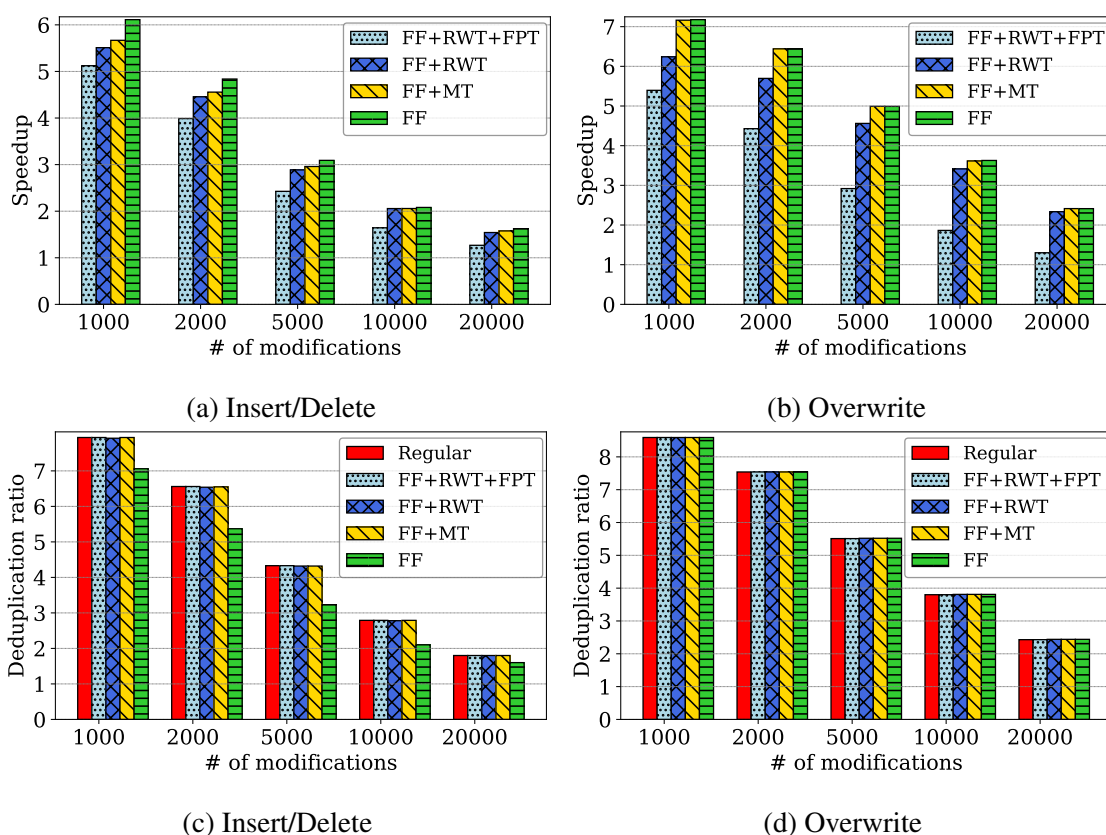 6
5
4
3
2
1
0
Speedup
FF+RWT+FPT
FF+RWT
FF+MT
FF
1000 2000 5000 10000 20000
# of modifications
(a) Insert/Delete
7
6
5
4
3
2
1
0
Speedup
FF+RWT+FPT
FF+RWT
FF+MT
FF
1000 2000 5000 10000 20000
# of modifications
(b) Overwrite
7
6
5
4
3
2
1
0
Deduplication ratio
Regular
FF+RWT+FPT
FF+RWT
FF+MT
FF
1000 2000 5000 10000 20000
# of modifications
(c) Insert/Delete
8
7
6
5
4
3
2
1
0
Deduplication ratio
Regular
FF+RWT+FPT
FF+RWT
FF+MT
FF
1000 2000 5000 10000 20000
# of modifications
(d) Overwrite